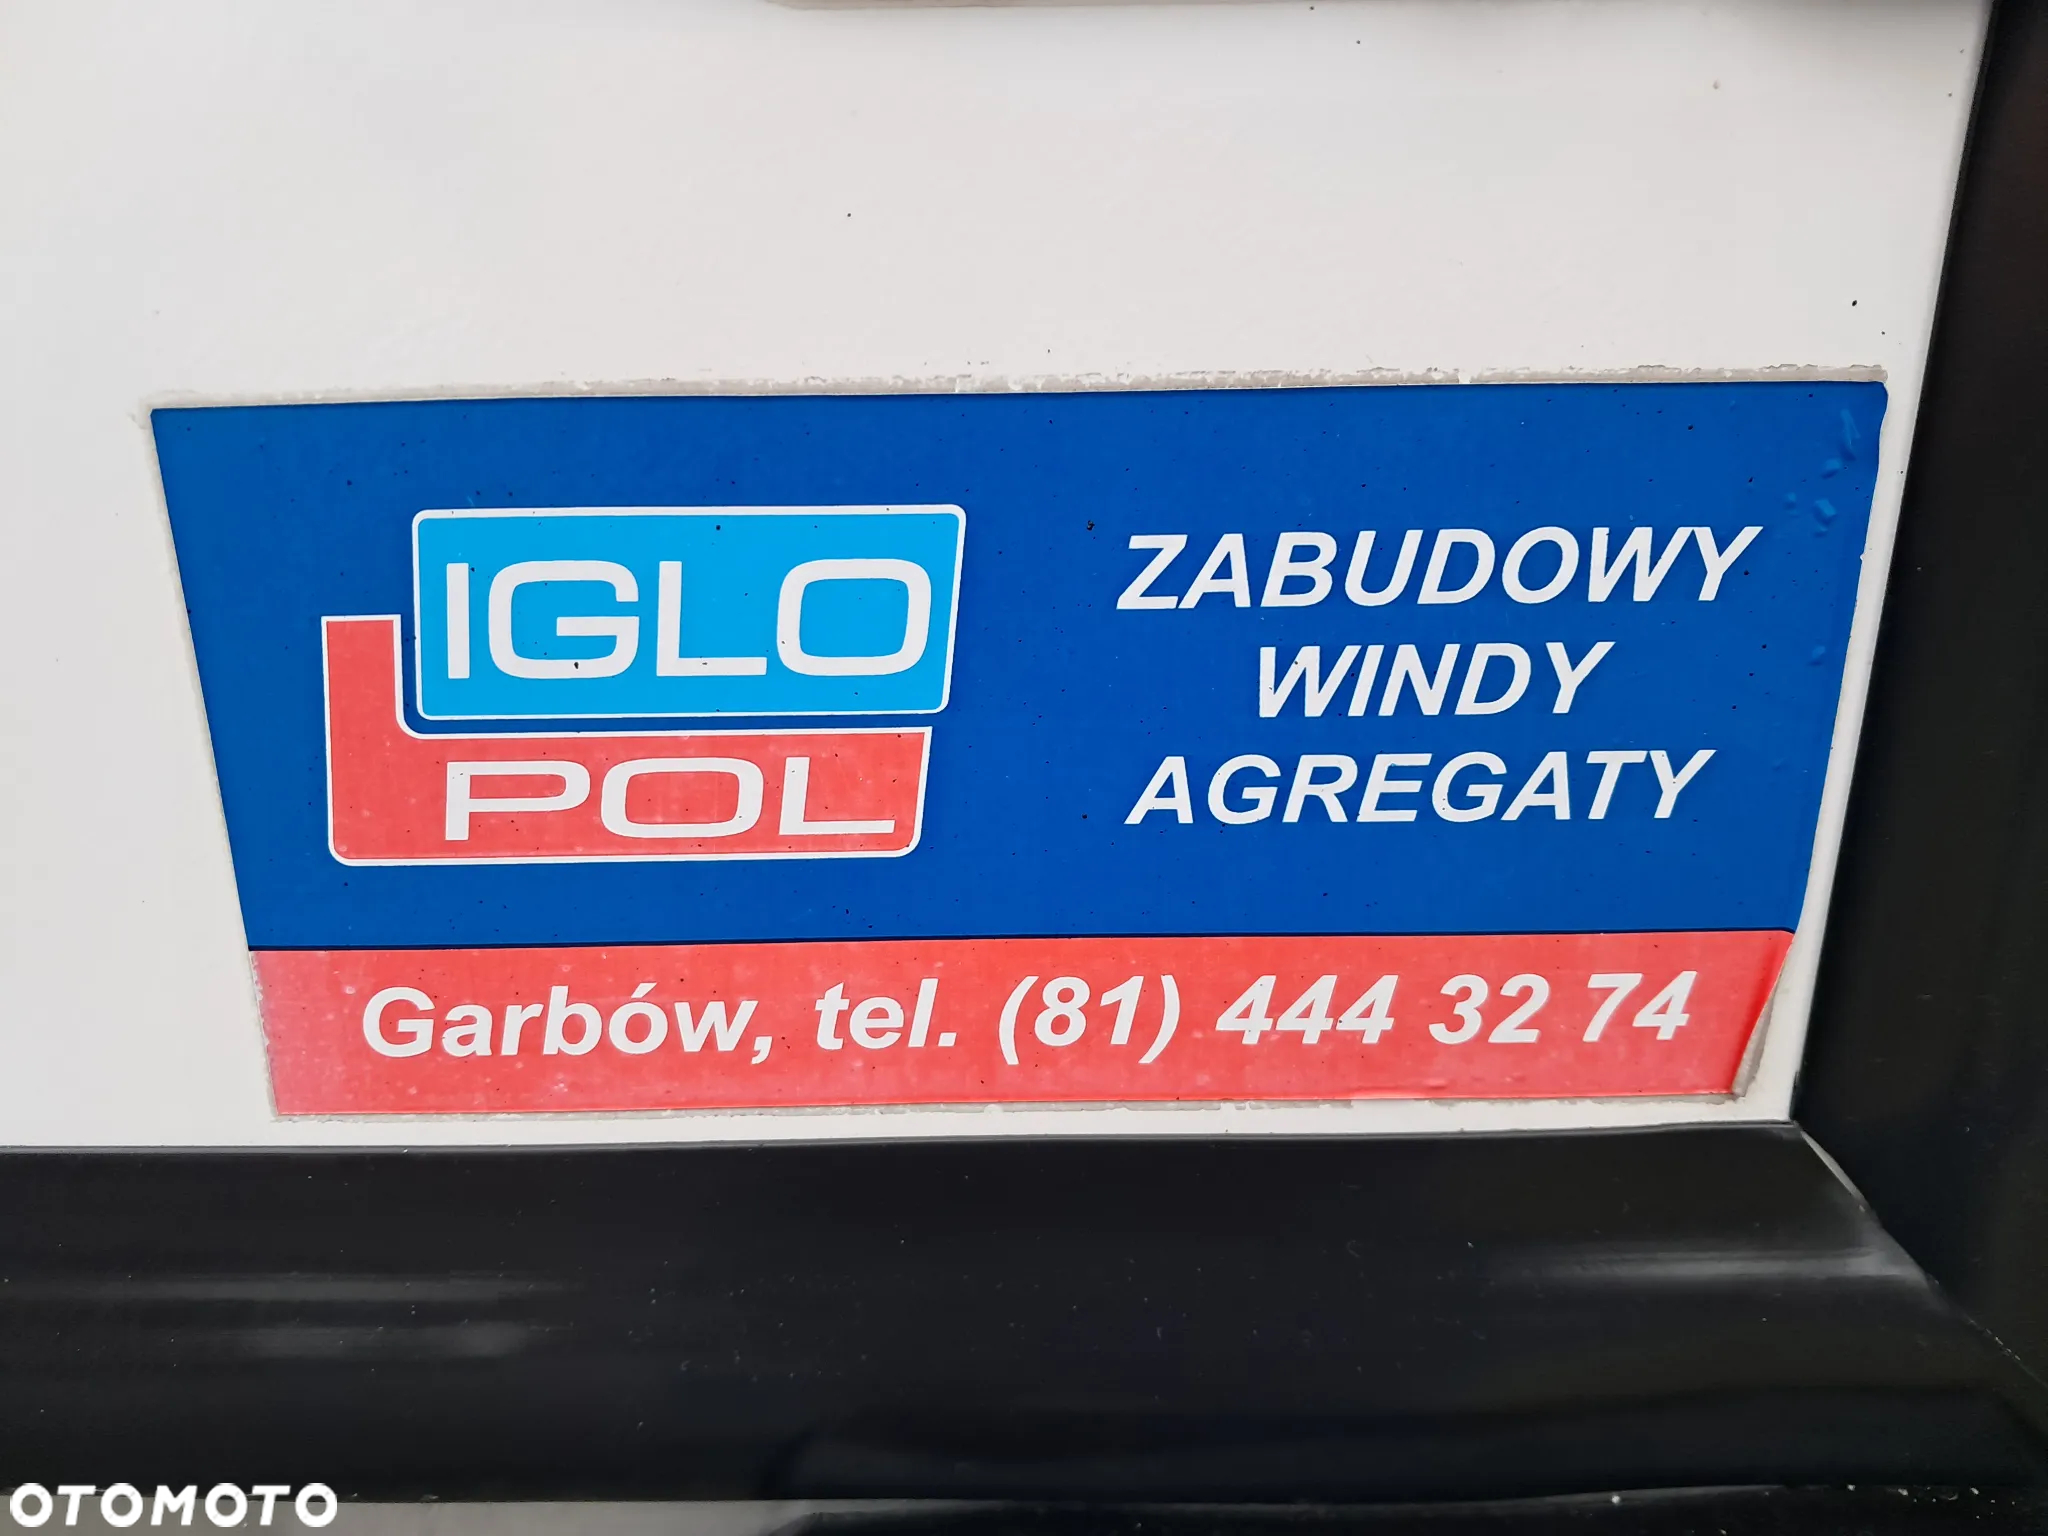 IGLO
POL
ZABUDOWY
WINDY
AGREGATY
Garbów, tel. (81) 444 32 74
OTOMOTO